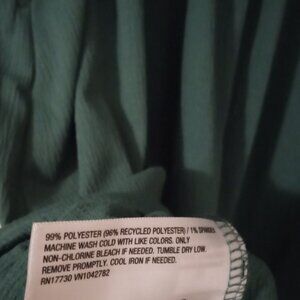 99% POLYESTER (96% RECYCLED POLYESTER) / 1% SPANDEX
MACHINE WASH COLD WITH LIKE COLORS. ONLY
NON-CHLORINE BLEACH IF NEEDED. TUMBLE DRY LOW.
REMOVE PROMPTLY. COOL IRON IF NEEDED.
RN17730 VN1042782